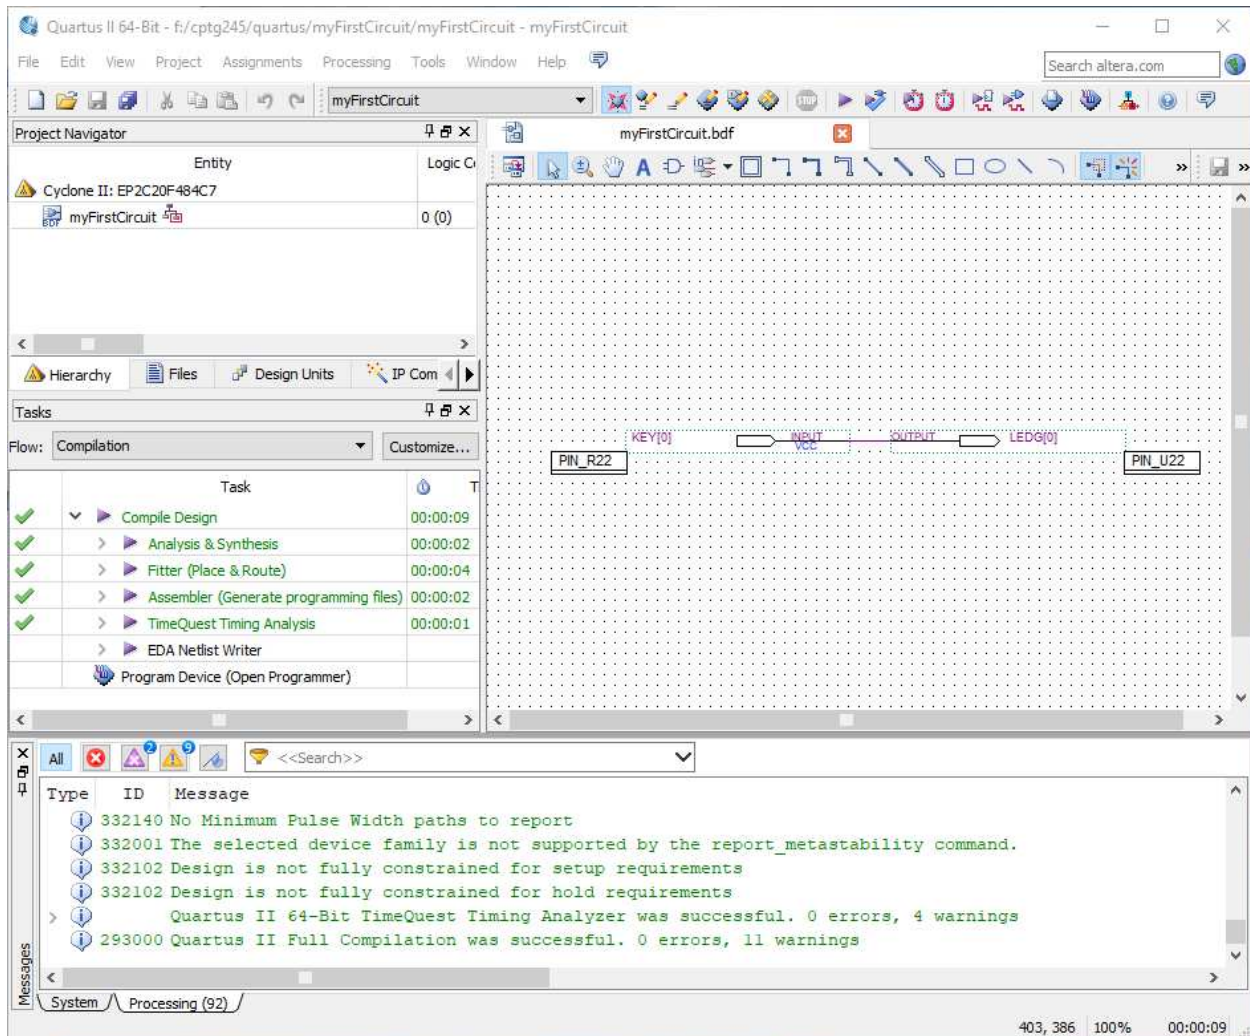 Quartus II 64-Bit - f:/cptg245/quartus/myFirstCircuit/myFirstCircuit - myFirstCircuit
File Edit View Project Assignments Processing Tools Window Help
Search altera.com
myFirstCircuit
STOP
Project Navigator
myFirstCircuit.bdf
Entity Logic C
Cyclone II: EP2C20F484C7
BDF myFirstCircuit 0 (0)
Hierarchy Files Design Units IP Com
Tasks
Flow: Compilation Customize...
Task T
Compile Design 00:00:09
Analysis & Synthesis 00:00:02
Fitter (Place & Route) 00:00:04
Assembler (Generate programming files) 00:00:02
TimeQuest Timing Analysis 00:00:01
EDA Netlist Writer
Program Device (Open Programmer)
KEY[0] INPUT VCC OUTPUT LEDG[0]
PIN_R22 PIN_U22
All 2 9 <<Search>>
Type ID Message
332140 No Minimum Pulse Width paths to report
332001 The selected device family is not supported by the report_metastability command.
332102 Design is not fully constrained for setup requirements
332102 Design is not fully constrained for hold requirements
Quartus II 64-Bit TimeQuest Timing Analyzer was successful. 0 errors, 4 warnings
293000 Quartus II Full Compilation was successful. 0 errors, 11 warnings
Messages
System Processing (92)
403, 386 100% 00:00:09